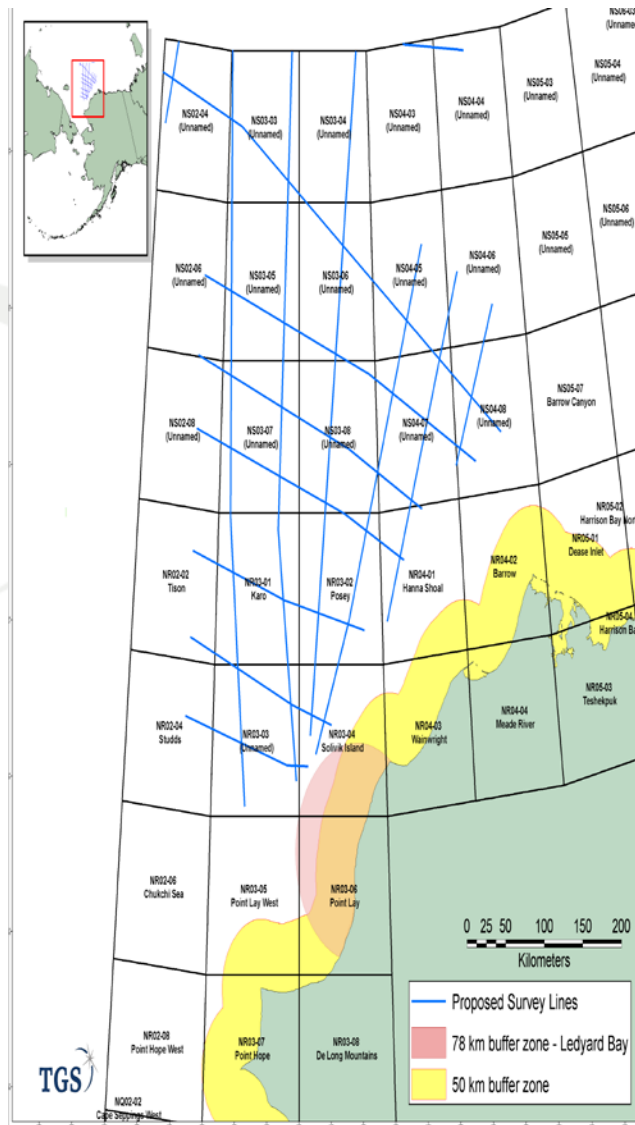 NS06-03
(Unnamed)
NS05-04
(Unnamed)
NS05-03
(Unnamed)
NS04-04
(Unnamed)
NS04-03
(Unnamed)
NS03-04
(Unnamed)
NS03-03
(Unnamed)
NS02-04
(Unnamed)
NS05-06
(Unnamed)
NS05-05
(Unnamed)
NS04-06
(Unnamed)
NS04-05
(Unnamed)
NS03-06
(Unnamed)
NS03-05
(Unnamed)
NS02-06
(Unnamed)
NS05-07
Barrow Canyon
NS04-08
(Unnamed)
NS04-07
(Unnamed)
NS03-08
(Unnamed)
NS03-07
(Unnamed)
NS02-08
(Unnamed)
NR05-02
Harrison Bay Nor
NR05-01
Dease Inlet
NR04-02
Barrow
NR04-01
Hanna Shoal
NR03-02
Posey
NR03-01
Karo
NR02-02
Tison
NR05-04
Harrison Ba
NR05-03
Teshekpuk
NR04-04
Meade River
NR04-03
Wainwright
NR03-04
Solivik Island
NR03-03
(Unnamed)
NR02-04
Studds
NR02-06
Chukchi Sea
NR03-05
Point Lay West
NR03-06
Point Lay
0 25 50 100 150 200
Kilometers
Proposed Survey Lines
78 km buffer zone - Ledyard Bay
50 km buffer zone
NR02-08
Point Hope West
NR03-07
Point Hope
NR03-08
De Long Mountains
TGS
NQ02-02
Cape Seppings West